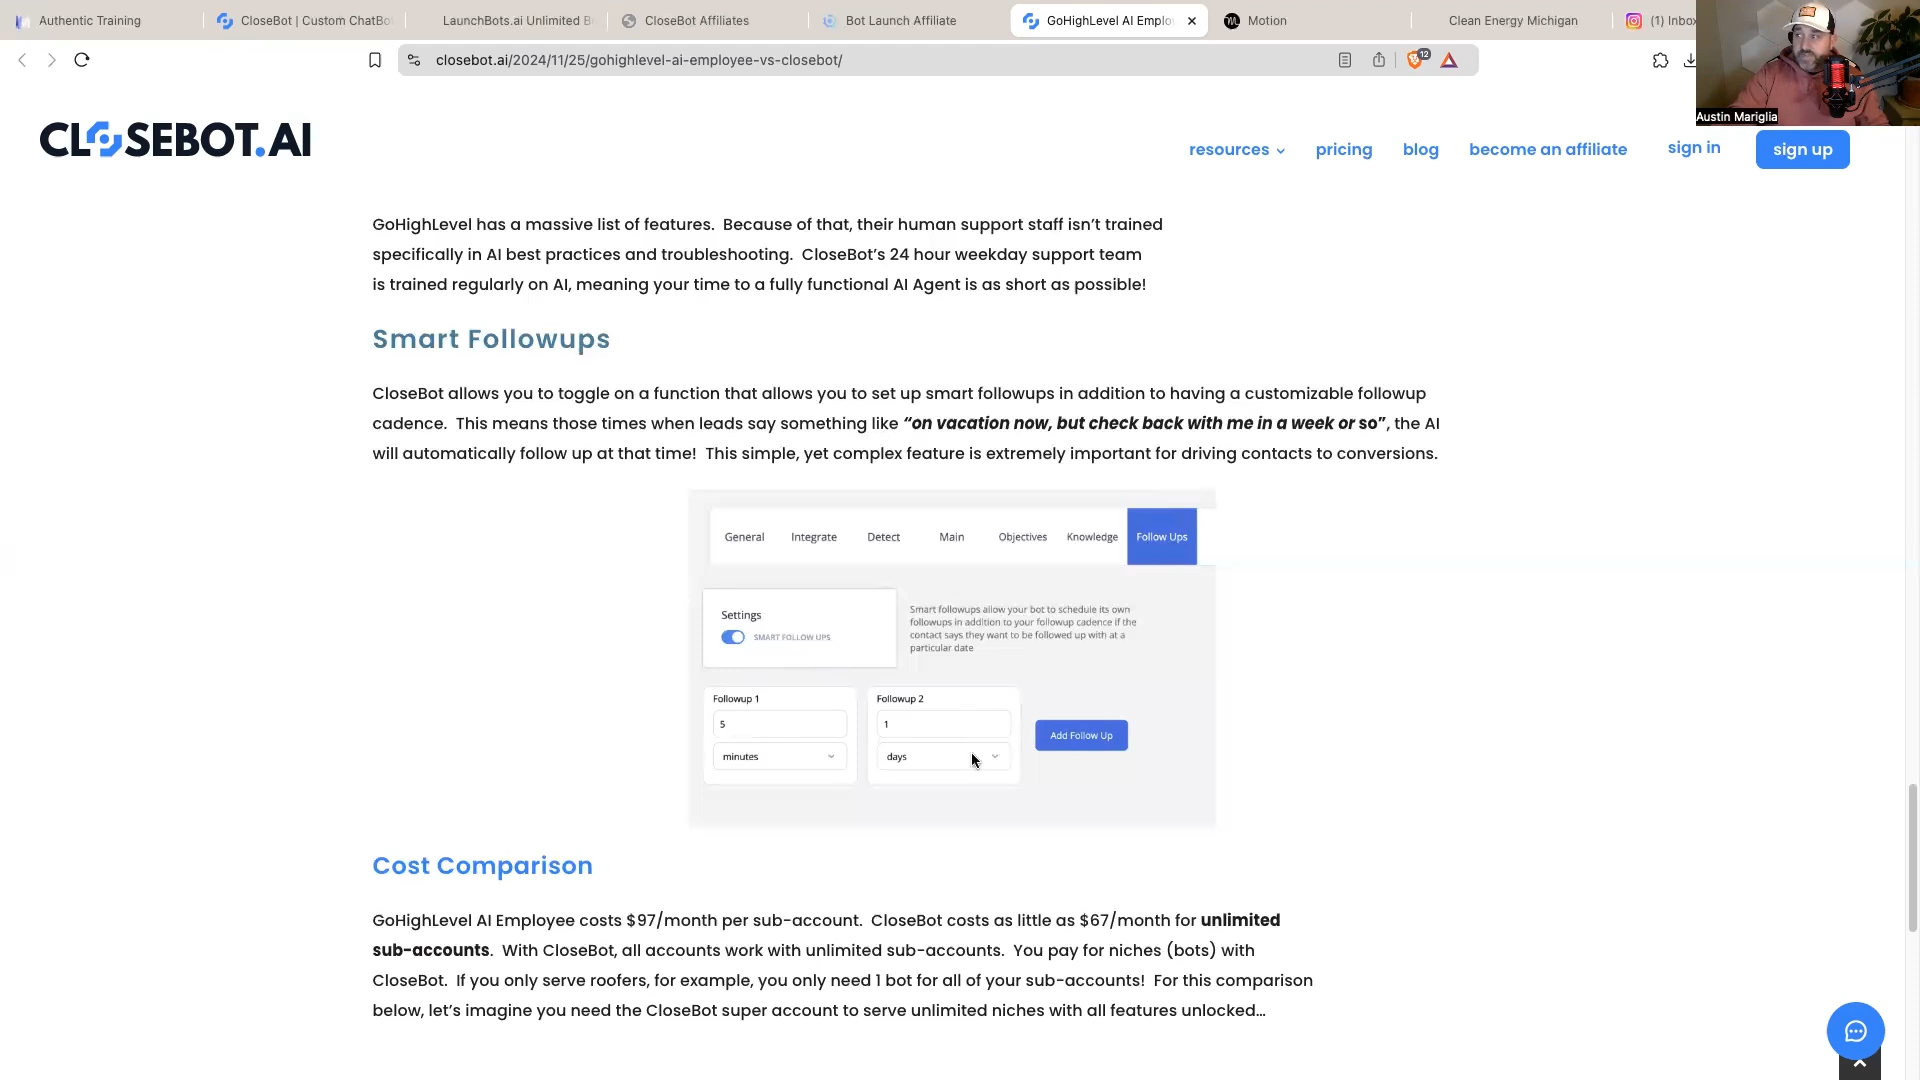 Authentic Training
CloseBot | Custom ChatBo
LaunchBots.ai Unlimited B
CloseBot Affiliates
Bot Launch Affiliate
GoHighLevel AI Emplo
Motion
Clean Energy Michigan
(1) Inbox
closebot.ai/2024/11/25/gohighlevel-ai-employee-vs-closebot/
12
Austin Mariglia
CLOSEBOT.AI
resources
pricing
blog
become an affiliate
sign in
sign up
GoHighLevel has a massive list of features.  Because of that, their human support staff isn’t trained
specifically in AI best practices and troubleshooting.  CloseBot’s 24 hour weekday support team
is trained regularly on AI, meaning your time to a fully functional AI Agent is as short as possible!
Smart Followups
CloseBot allows you to toggle on a function that allows you to set up smart followups in addition to having a customizable followup
cadence.  This means those times when leads say something like “on vacation now, but check back with me in a week or so”, the AI
will automatically follow up at that time!  This simple, yet complex feature is extremely important for driving contacts to conversions.
General
Integrate
Detect
Main
Objectives
Knowledge
Follow Ups
Settings
SMART FOLLOW UPS
Smart followups allow your bot to schedule its own
followups in addition to your followup cadence if the
contact says they want to be followed up with at a
particular date
Followup 1
5
minutes
Followup 2
1
days
Add Follow Up
Cost Comparison
GoHighLevel AI Employee costs $97/month per sub-account.  CloseBot costs as little as $67/month for unlimited
sub-accounts.  With CloseBot, all accounts work with unlimited sub-accounts.  You pay for niches (bots) with
CloseBot.  If you only serve roofers, for example, you only need 1 bot for all of your sub-accounts!  For this comparison
below, let’s imagine you need the CloseBot super account to serve unlimited niches with all features unlocked…